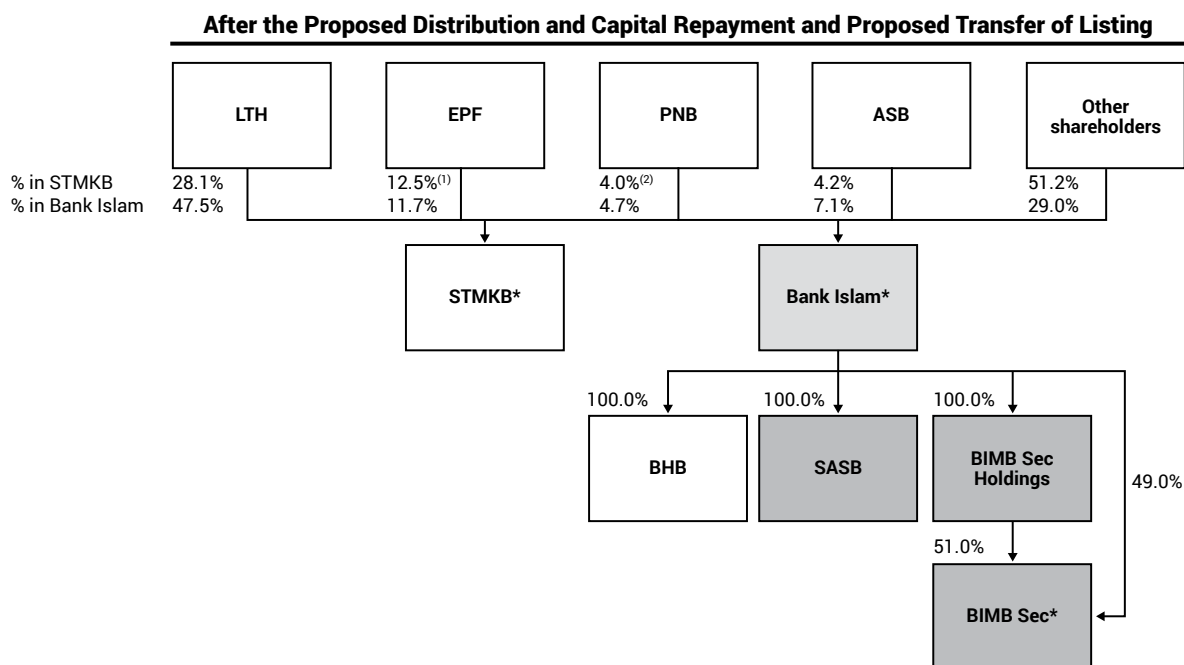 After the Proposed Distribution and Capital Repayment and Proposed Transfer of Listing
LTH
EPF
PNB
ASB
Other
shareholders
% in STMKB 28.1% 12.5%(1) 4.0%(2) 4.2% 51.2%
% in Bank Islam 47.5% 11.7% 4.7% 7.1% 29.0%
STMKB*
Bank Islam*
100.0% 100.0% 100.0%
BHB
SASB
BIMB Sec
Holdings
49.0%
51.0%
BIMB Sec*